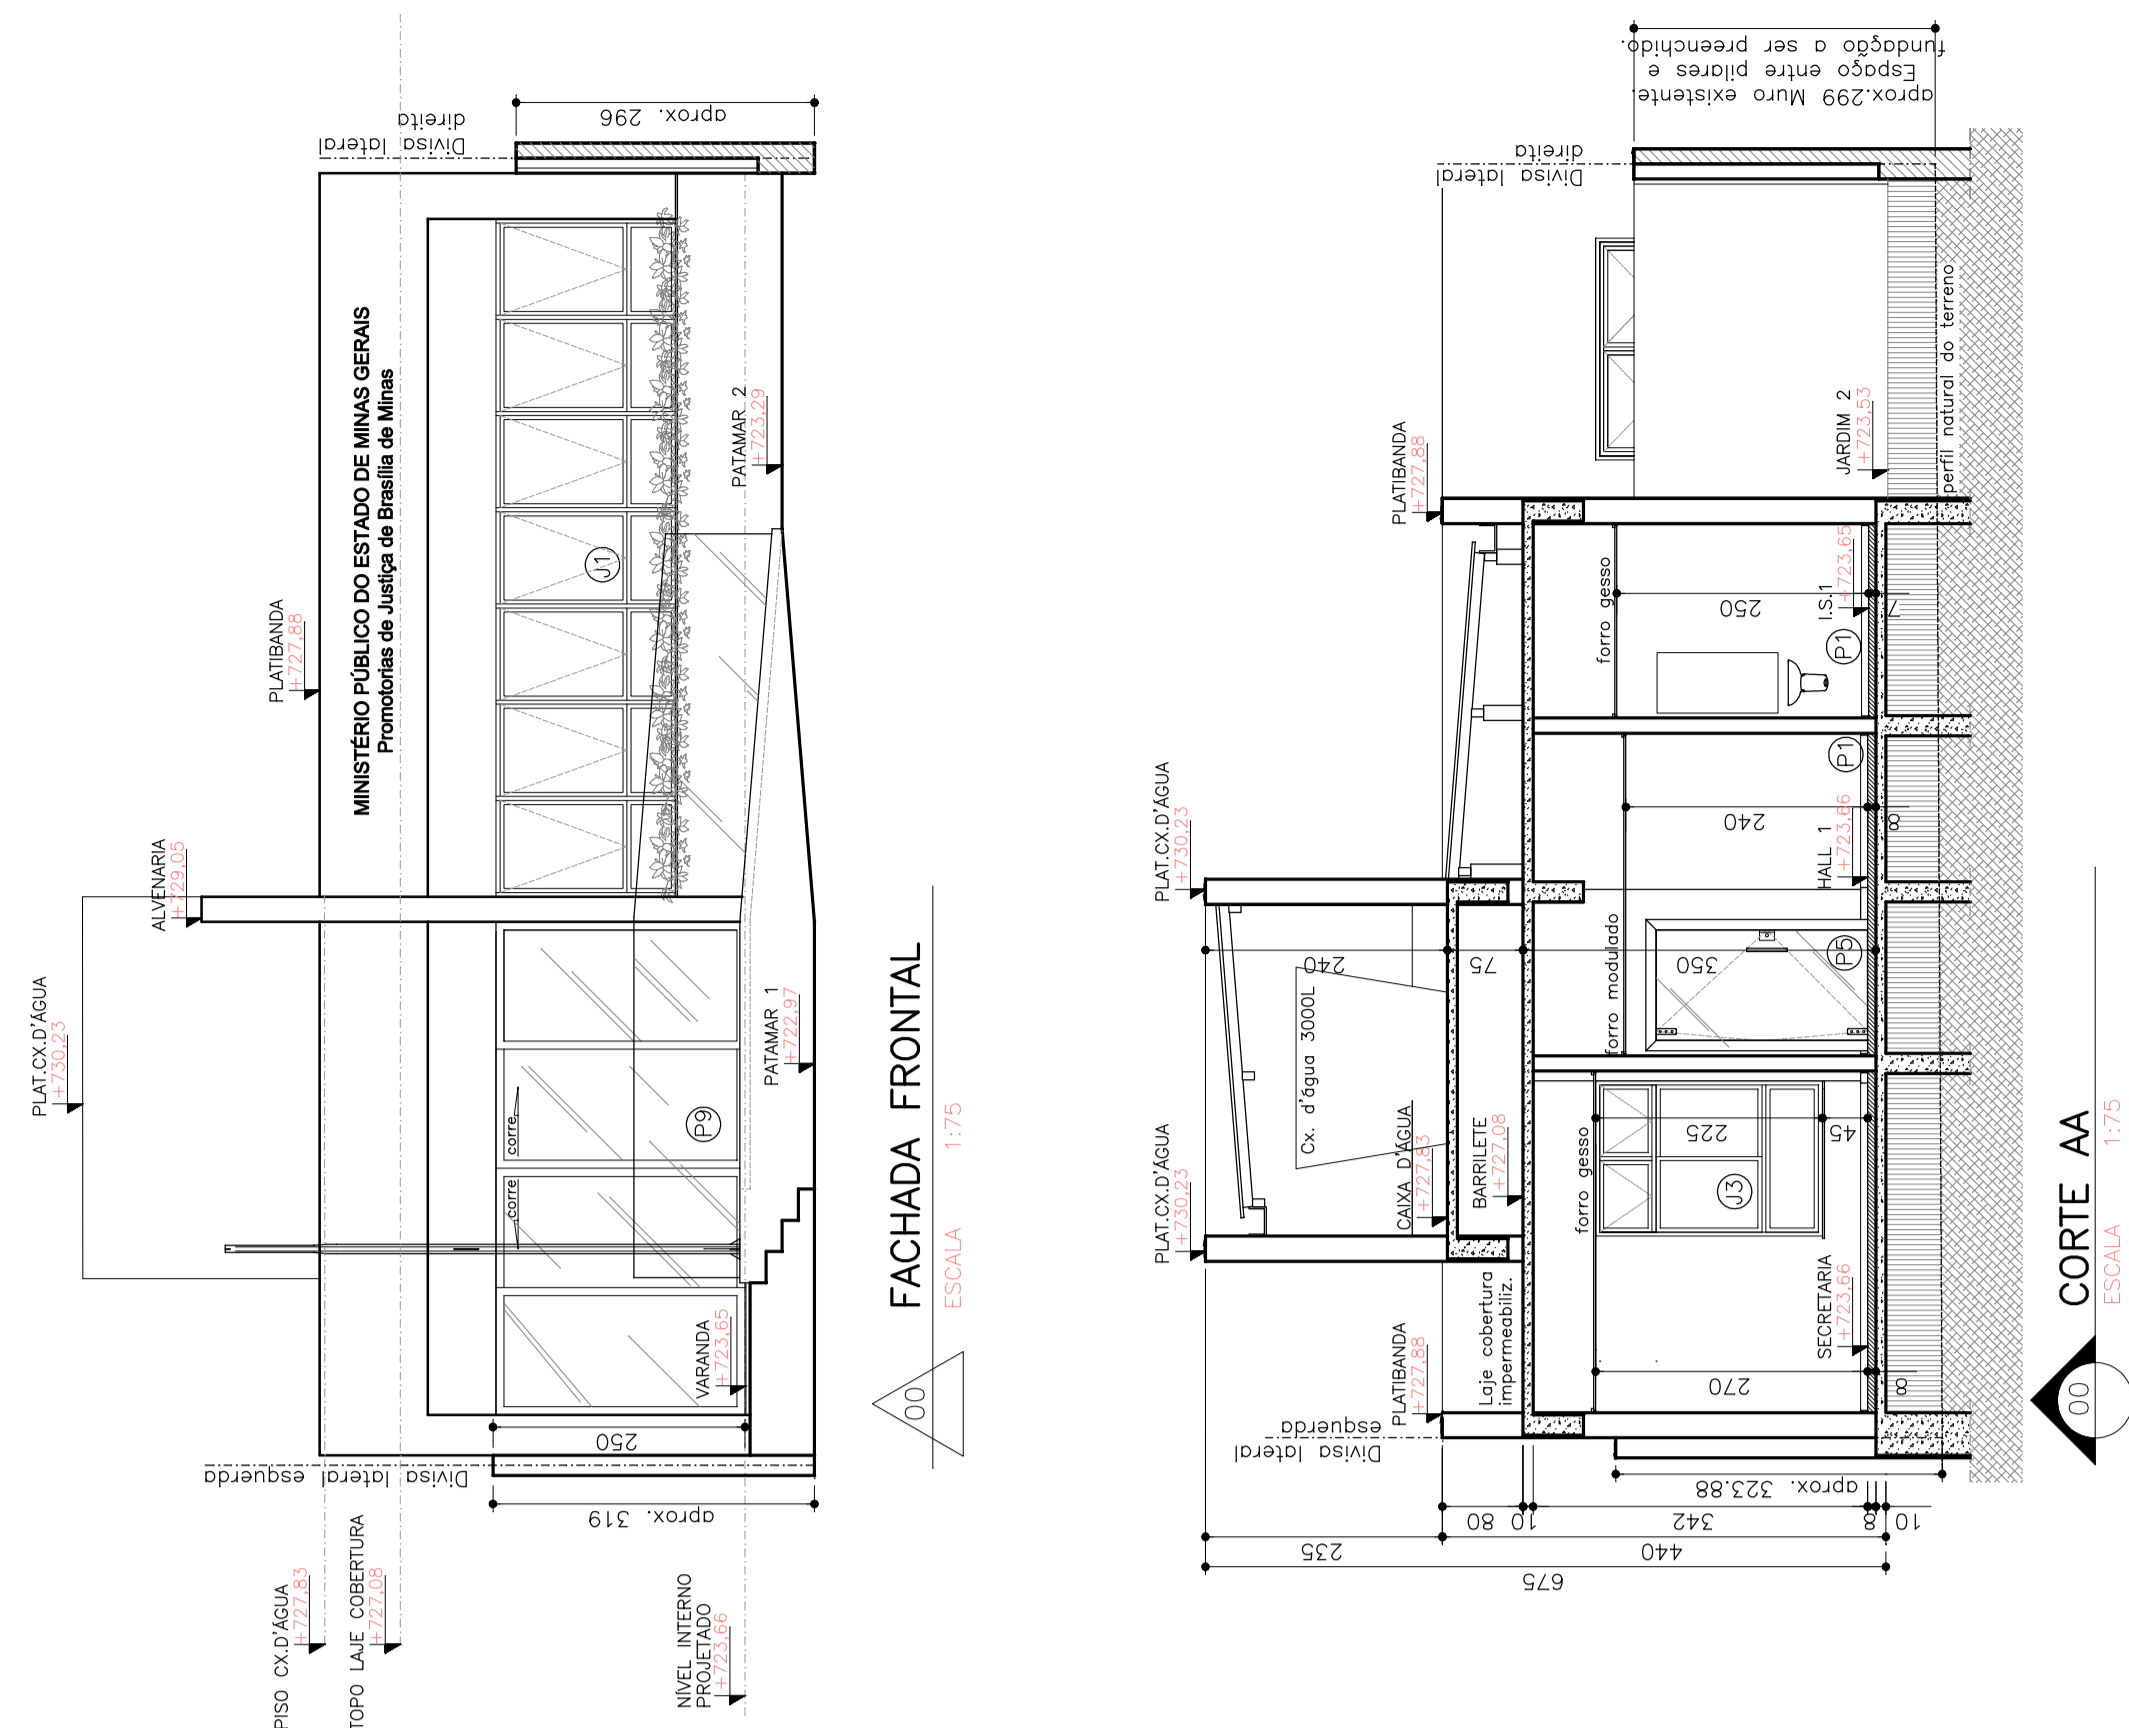 PLAT.CX.D'ÁGUA
+730,23
ALVENARIA
+729,05
PLATIBANDA
+727,88
MINISTÉRIO PÚBLICO DO ESTADO DE MINAS GERAIS
Promotorias de Justiça de Brasília de Minas
Divisa lateral
direita
aprox. 296
PATAMAR 2
+723,29
J1
PATAMAR 1
+722,97
P9
corre
corre
VARANDA
+723,65
250
Divisa lateral esquerda
aprox. 319
PISO CX.D'ÁGUA
+727,83
TOPO LAJE COBERTURA
+727,08
NÍVEL INTERNO
PROJETADO
+723,66
00
FACHADA FRONTAL
ESCALA 1:75
aprox.299 Muro existente.
Espaço entre pilares e
fundação a ser preenchido.
Divisa lateral
direita
PLATIBANDA
+727,88
JARDIM 2
+723,53
perfil natural do terreno
PLAT.CX.D'ÁGUA
+730,23
forro gesso
250
I.S.1
+723,65
P1
7
forro modulado
240
HALL 1
+723,66
P1
8
P5
240
75
350
Cx. d'água 3000L
PLAT.CX.D'ÁGUA
+730,23
CAIXA D'ÁGUA
+727,83
BARRILETE
+727,08
forro gesso
225
45
J3
SECRETARIA
+723,66
270
8
Laje cobertura
impermeabiliz.
PLATIBANDA
+727,88
Divisa lateral
esquerda
aprox. 323.88
80
10
342
8
10
235
440
675
00
CORTE AA
ESCALA 1:75